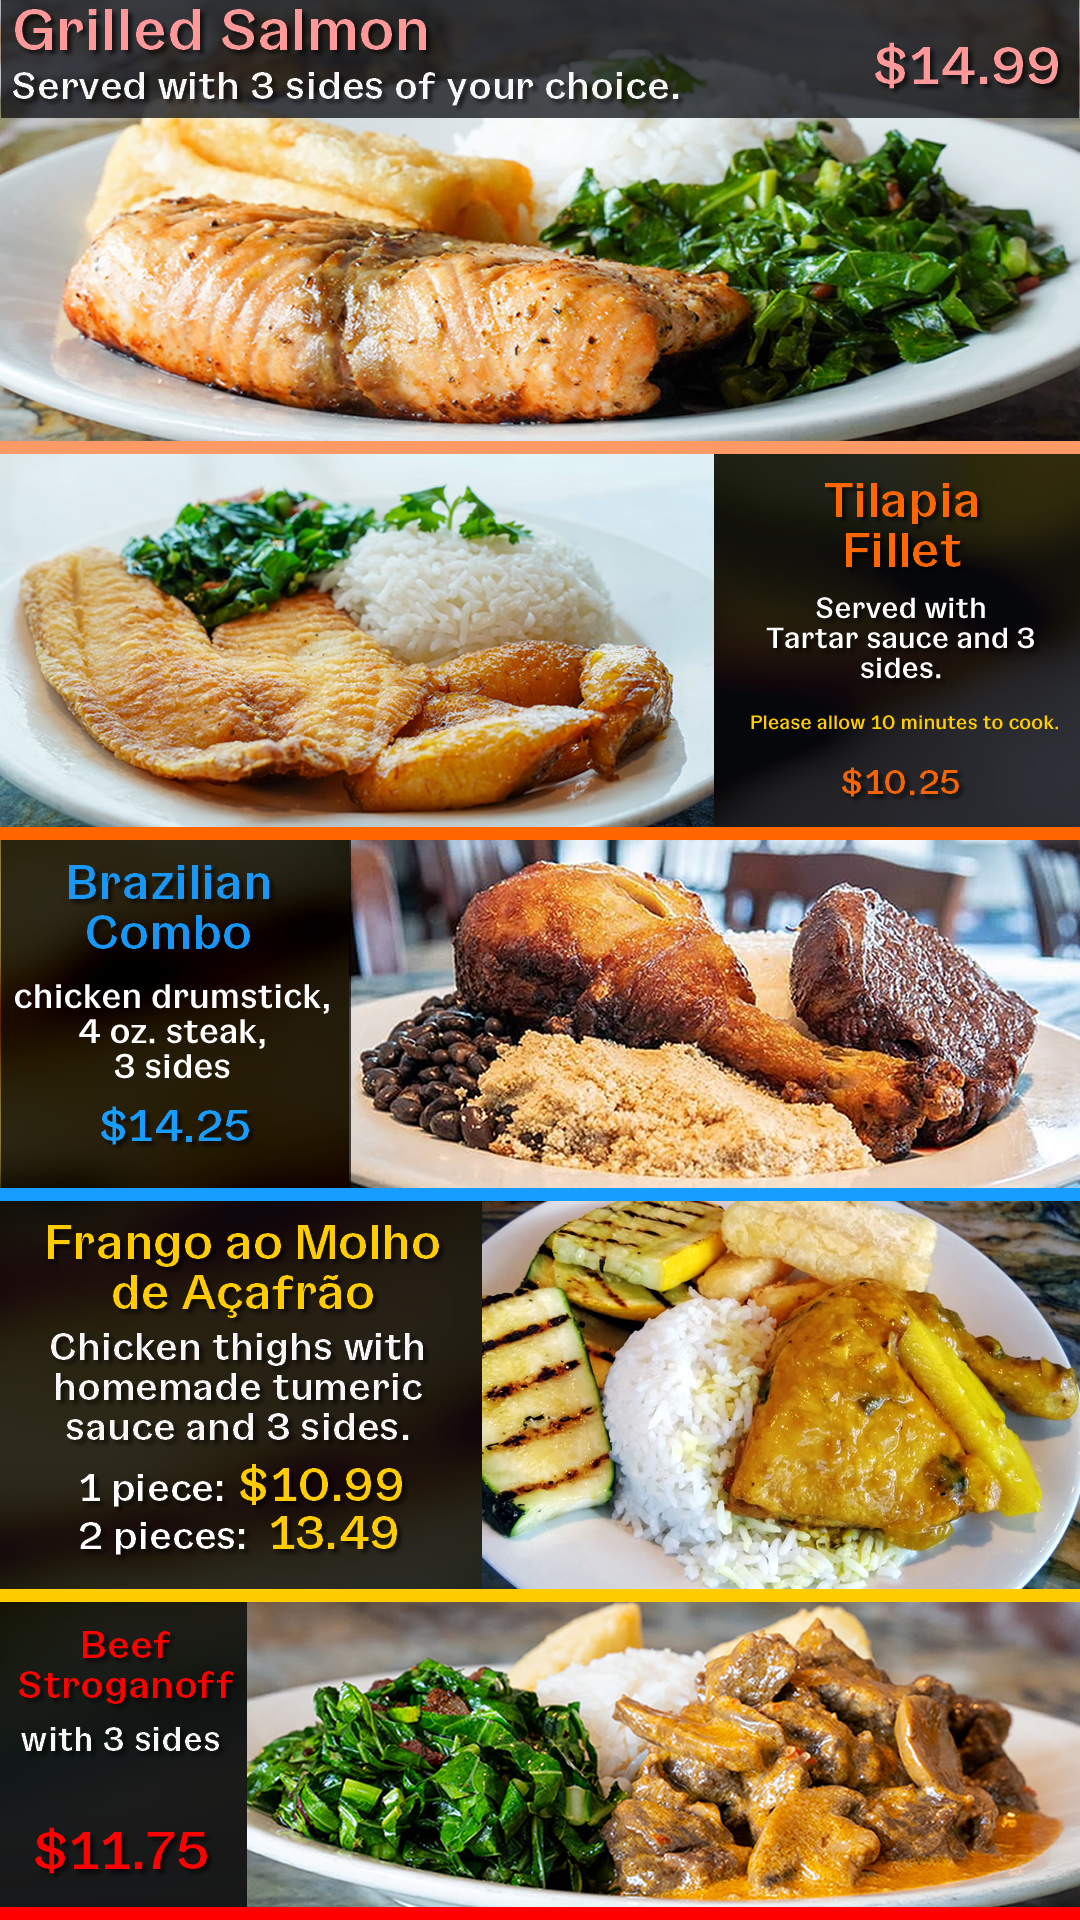 Grilled Salmon
Served with 3 sides of your choice.
$14.99
Tilapia
Fillet
Served with
Tartar sauce and 3
sides.
Please allow 10 minutes to cook.
$10.25
Brazilian
Combo
chicken drumstick,
4 oz. steak,
3 sides
$14.25
Frango ao Molho
de Açafrão
Chicken thighs with
homemade tumeric
sauce and 3 sides.
1 piece: $10.99
2 pieces: 13.49
Beef
Stroganoff
with 3 sides
$11.75